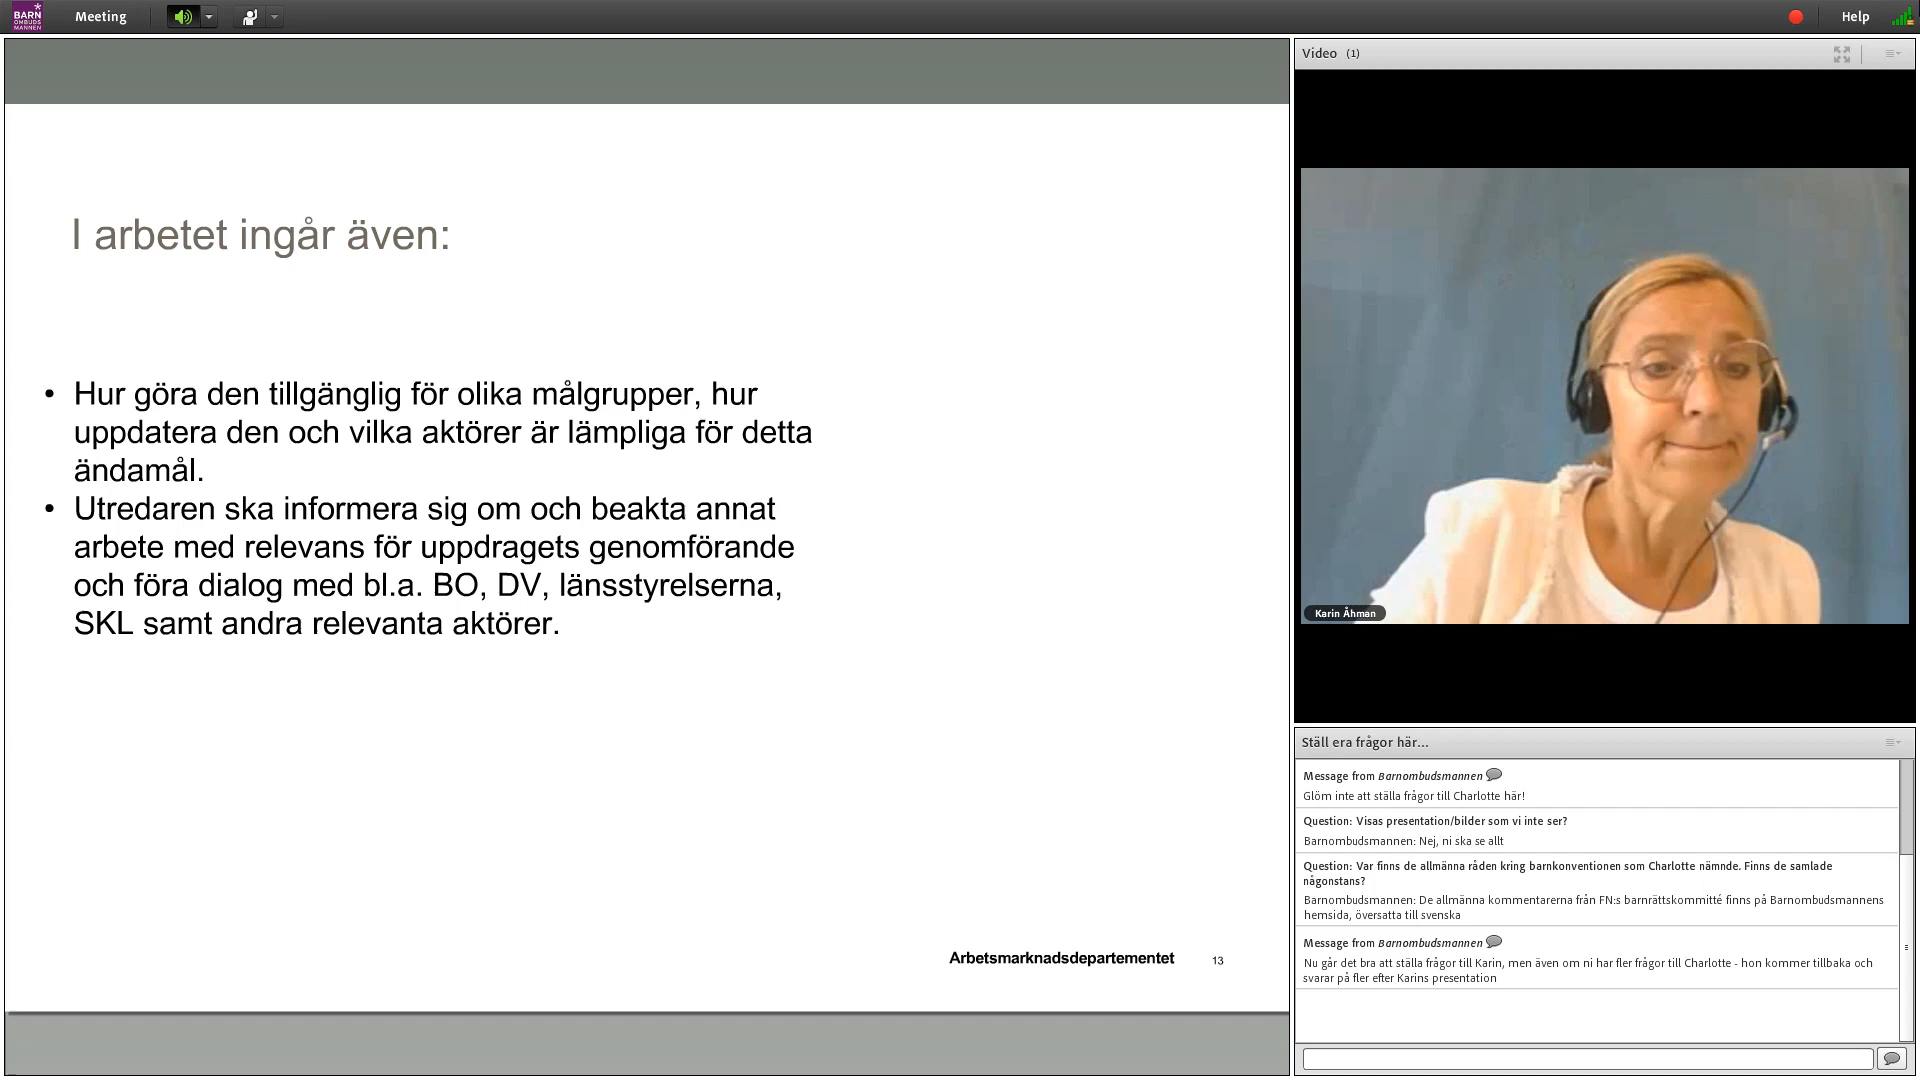 BARN
OMBUDS
MANNEN
Meeting
Help
I arbetet ingår även:
• Hur göra den tillgänglig för olika målgrupper, hur
uppdatera den och vilka aktörer är lämpliga för detta
ändamål.
• Utredaren ska informera sig om och beakta annat
arbete med relevans för uppdragets genomförande
och föra dialog med bl.a. BO, DV, länsstyrelserna,
SKL samt andra relevanta aktörer.
Arbetsmarknadsdepartementet 13
Video (1)
Karin Åhman
Ställ era frågor här...
Message from Barnombudsmannen
Glöm inte att ställa frågor till Charlotte här!
Question: Visas presentation/bilder som vi inte ser?
Barnombudsmannen: Nej, ni ska se allt
Question: Var finns de allmänna råden kring barnkonventionen som Charlotte nämnde. Finns de samlade
någonstans?
Barnombudsmannen: De allmänna kommentarerna från FN:s barnrättskommitté finns på Barnombudsmannens
hemsida, översatta till svenska
Message from Barnombudsmannen
Nu går det bra att ställa frågor till Karin, men även om ni har fler frågor till Charlotte - hon kommer tillbaka och
svarar på fler efter Karins presentation